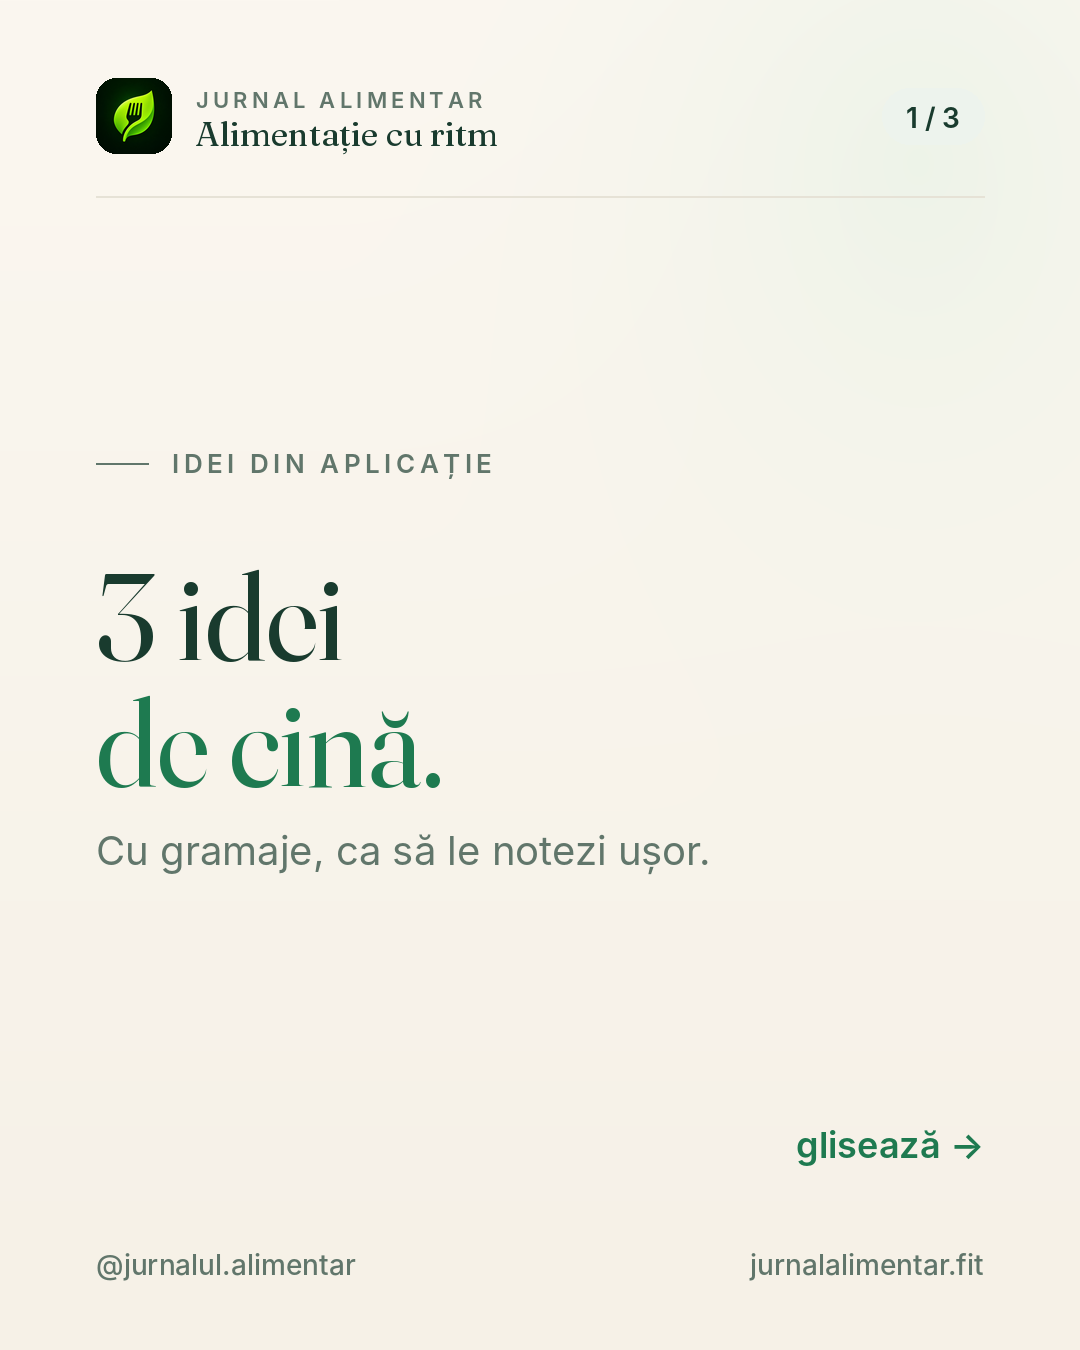 JURNAL ALIMENTAR
Alimentație cu ritm
1 / 3
IDEI DIN APLICAȚIE
3 idei
de cină.
Cu gramaje, ca să le notezi ușor.
glisează →
@jurnalul.alimentar
jurnalalimentar.fit